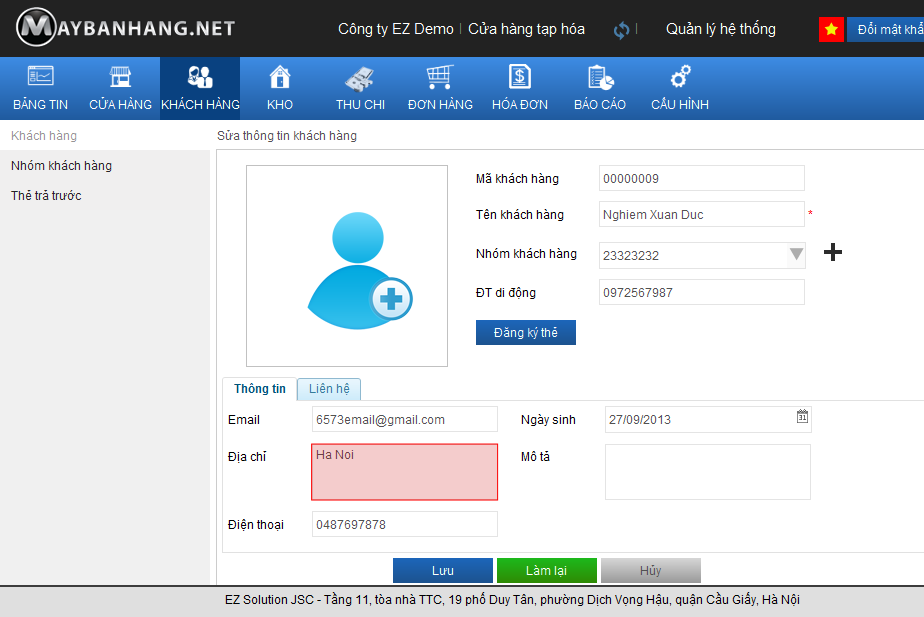 MAYBANHANG.NET
Công ty EZ Demo | Cửa hàng tạp hóa | Quản lý hệ thống
BẢNG TIN CỬA HÀNG KHÁCH HÀNG KHO THU CHI ĐƠN HÀNG HÓA ĐƠN BÁO CÁO CẤU HÌNH
Khách hàng
Nhóm khách hàng
Thẻ trả trước
Sửa thông tin khách hàng
Mã khách hàng 00000009
Tên khách hàng Nghiem Xuan Duc *
Nhóm khách hàng 23323232
ĐT di động 0972567987
Đăng ký thẻ
Thông tin Liên hệ
Email 6573email@gmail.com Ngày sinh 27/09/2013 31
Địa chỉ Ha Noi Mô tả
Điện thoại 0487697878
Lưu Làm lại Hủy
EZ Solution JSC - Tầng 11, tòa nhà TTC, 19 phố Duy Tân, phường Dịch Vọng Hậu, quận Cầu Giấy, Hà Nội